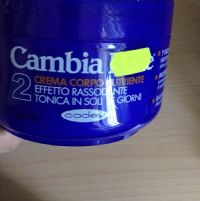 Cambia
2
CREMA CORPO NUTRIENTE
EFFETTO RASSODANTE
TONICA IN SOLI GIORNI
cadey